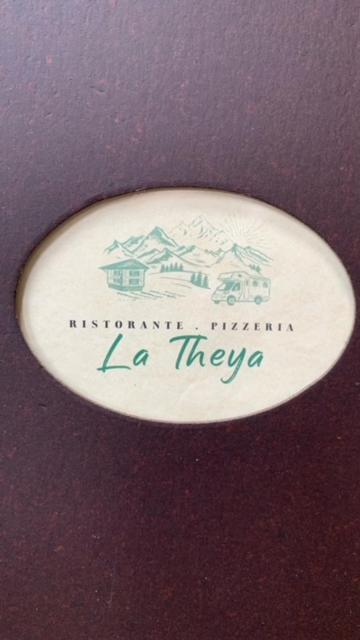 RISTORANTE . PIZZERIA
La Theya